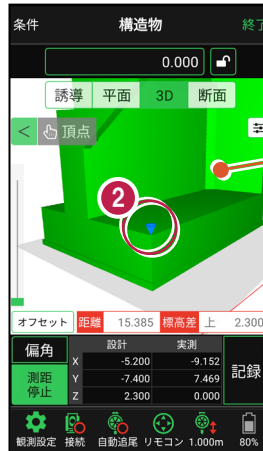 条件 構造物 終了
0.000
誘導 平面 3D 断面
< 頂点
2
オフセット 距離 15.385 標高差 上 2.300
偏角 設計 実測
X -5.200 -9.152
測距停止 Y -7.400 7.469 記録
Z 2.300 0.000
観測設定 接続 自動追尾 リモコン 1.000m 80%